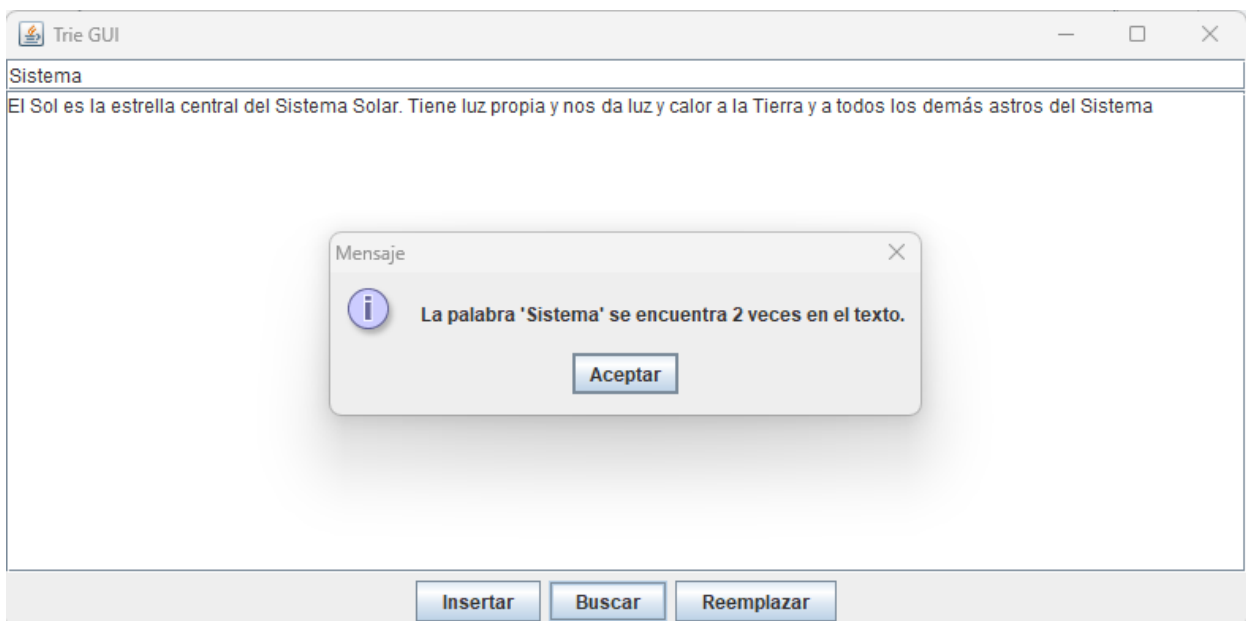 Trie GUI
Sistema
El Sol es la estrella central del Sistema Solar. Tiene luz propia y nos da luz y calor a la Tierra y a todos los demás astros del Sistema
Mensaje
i
La palabra 'Sistema' se encuentra 2 veces en el texto.
Aceptar
Insertar Buscar Reemplazar